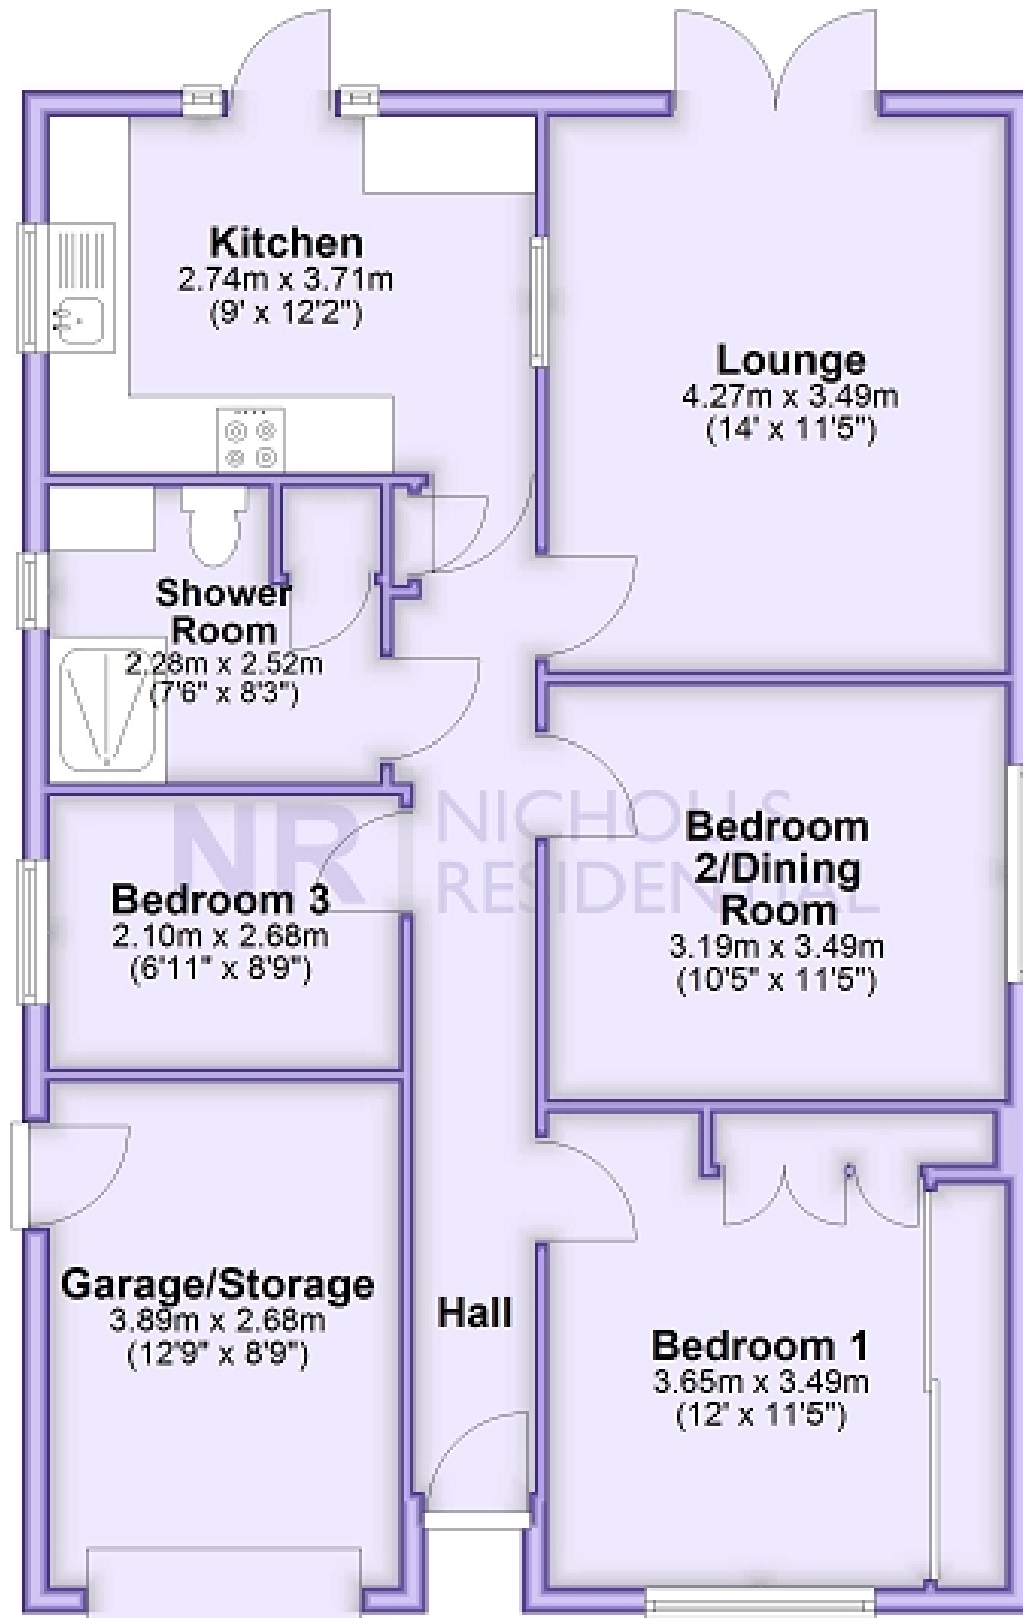 Kitchen
2.74m x 3.71m
(9' x 12'2")
Lounge
4.27m x 3.49m
(14' x 11'5")
Shower
Room
2.28m x 2.52m
(7'6" x 8'3")
NR NICHOLLS
RESIDENTIAL
Bedroom
2/Dining
Room
3.19m x 3.49m
(10'5" x 11'5")
Bedroom 3
2.10m x 2.68m
(6'11" x 8'9")
Garage/Storage
3.89m x 2.68m
(12'9" x 8'9")
Hall
Bedroom 1
3.65m x 3.49m
(12' x 11'5")